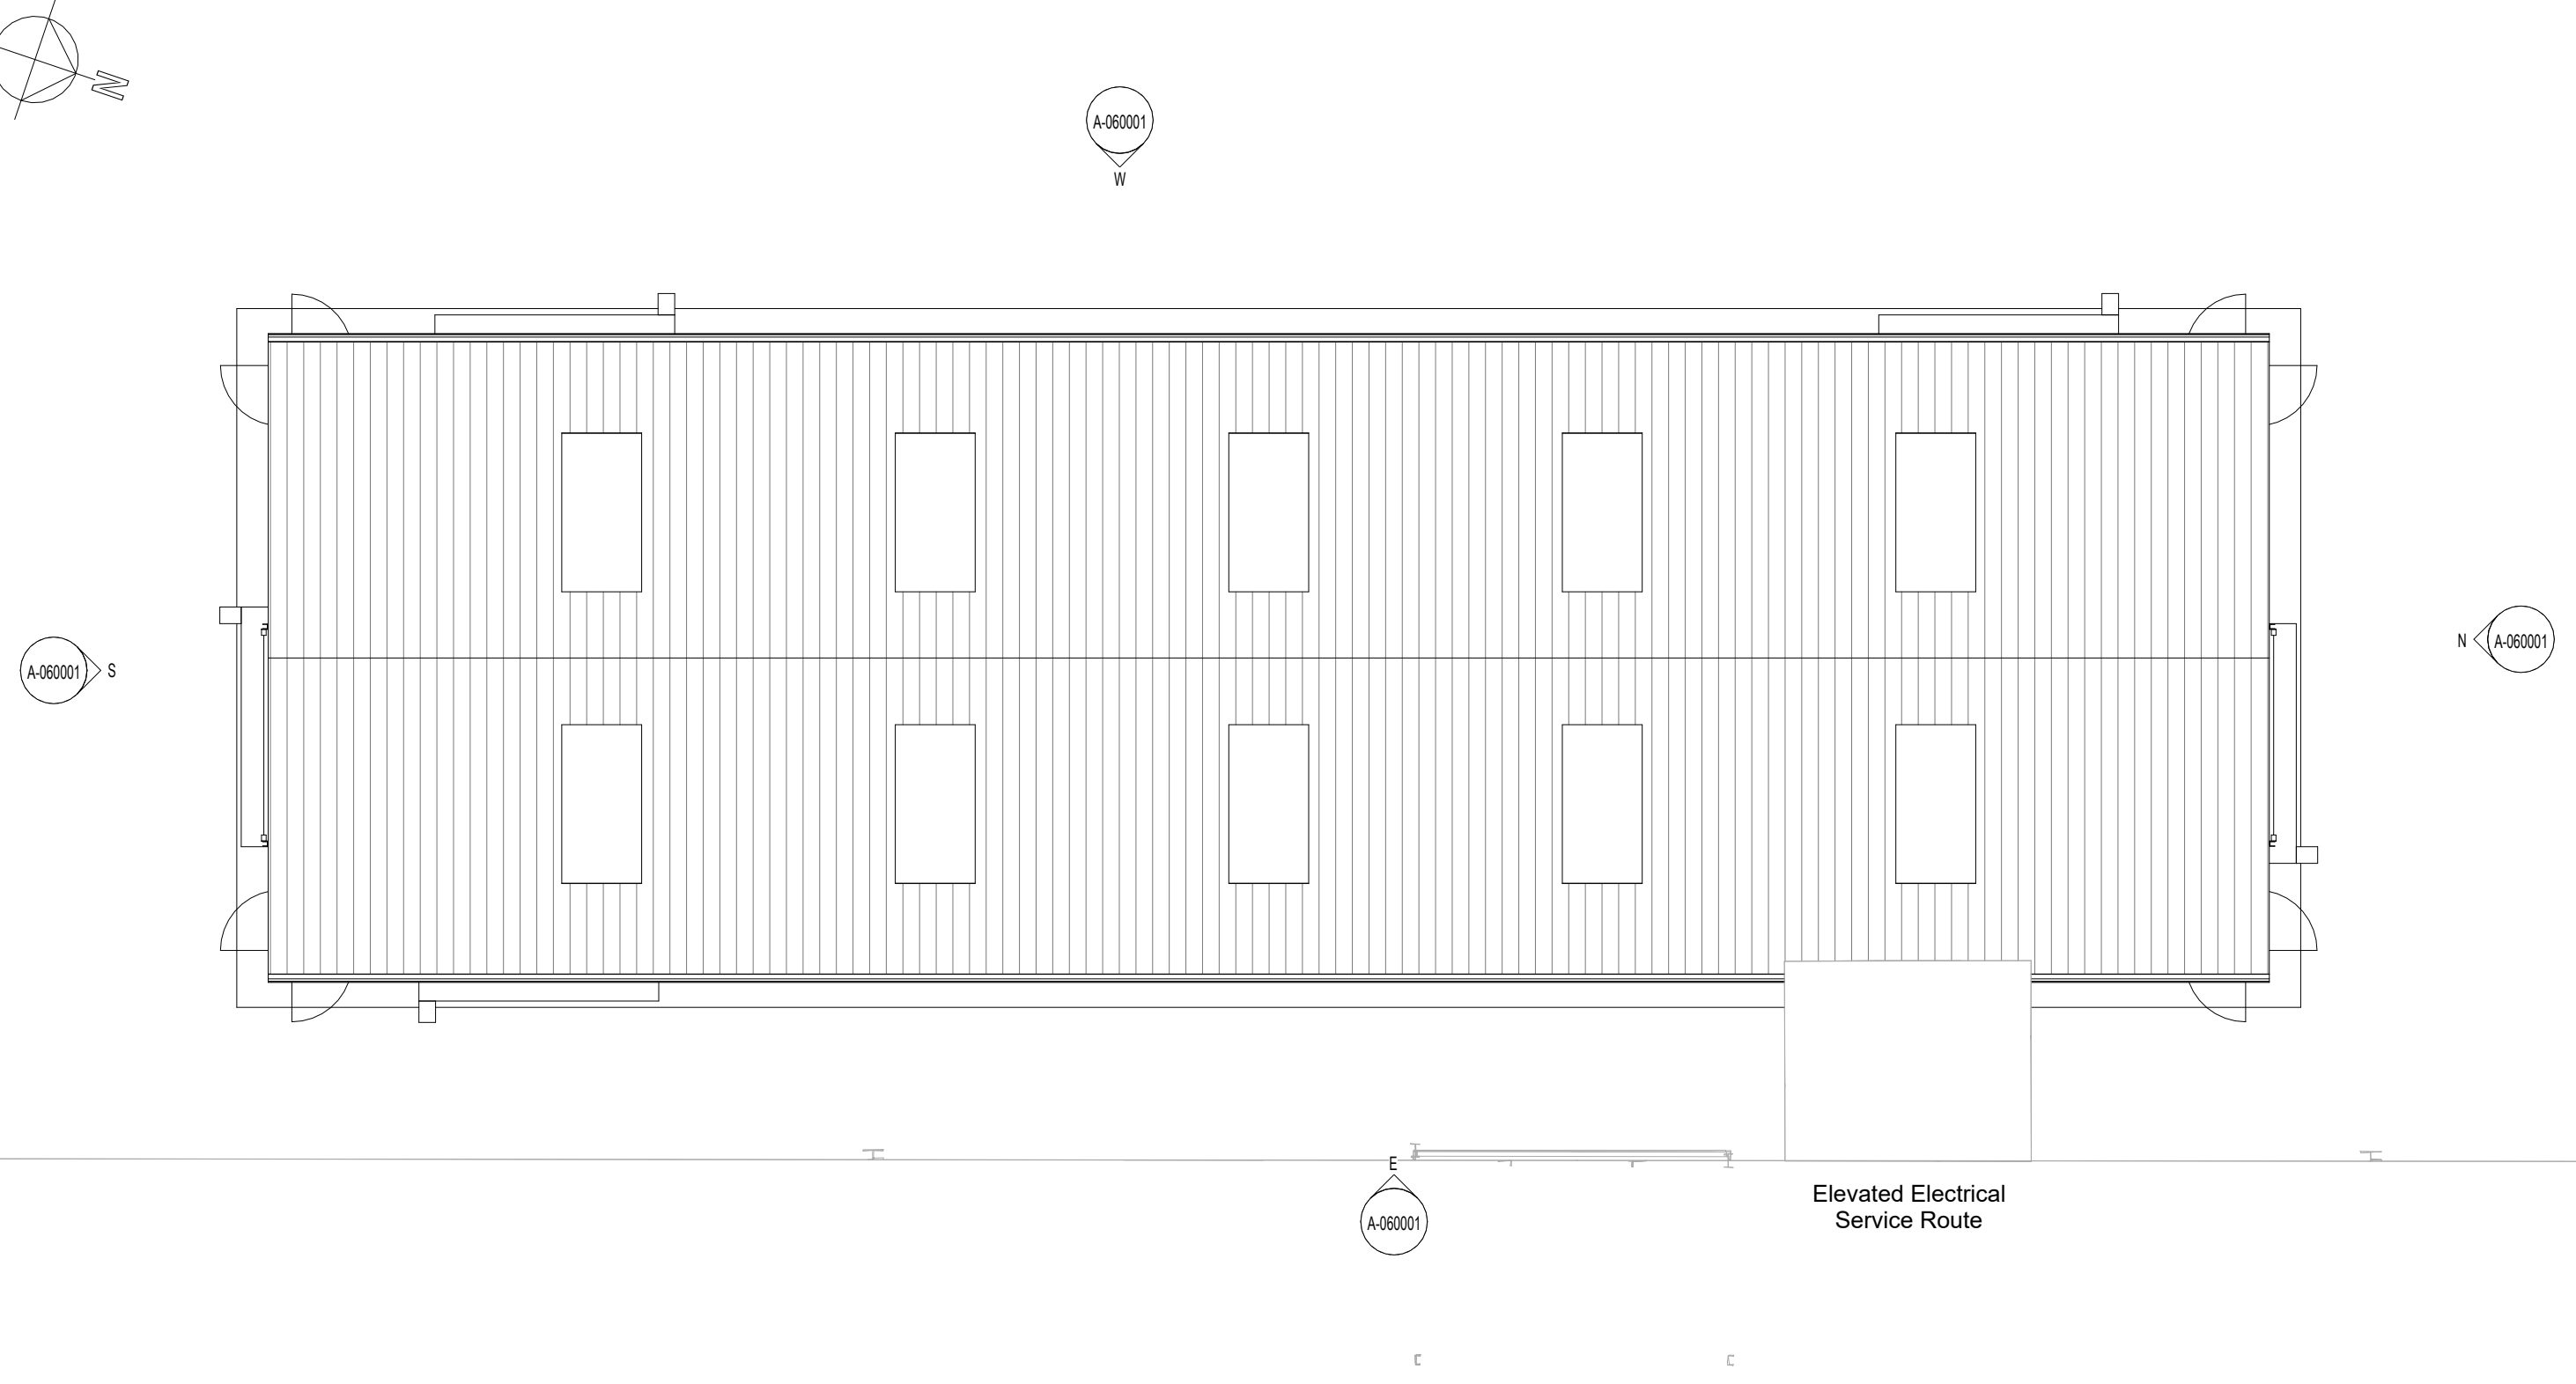 N
A-060001
W
A-060001
S
N
A-060001
E
A-060001
Elevated Electrical
Service Route